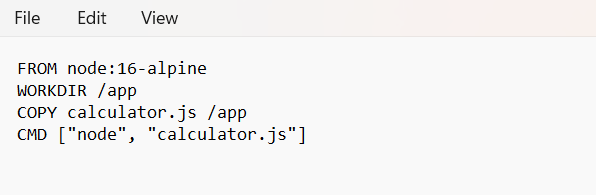 File Edit View
FROM node:16-alpine
WORKDIR /app
COPY calculator.js /app
CMD ["node", "calculator.js"]